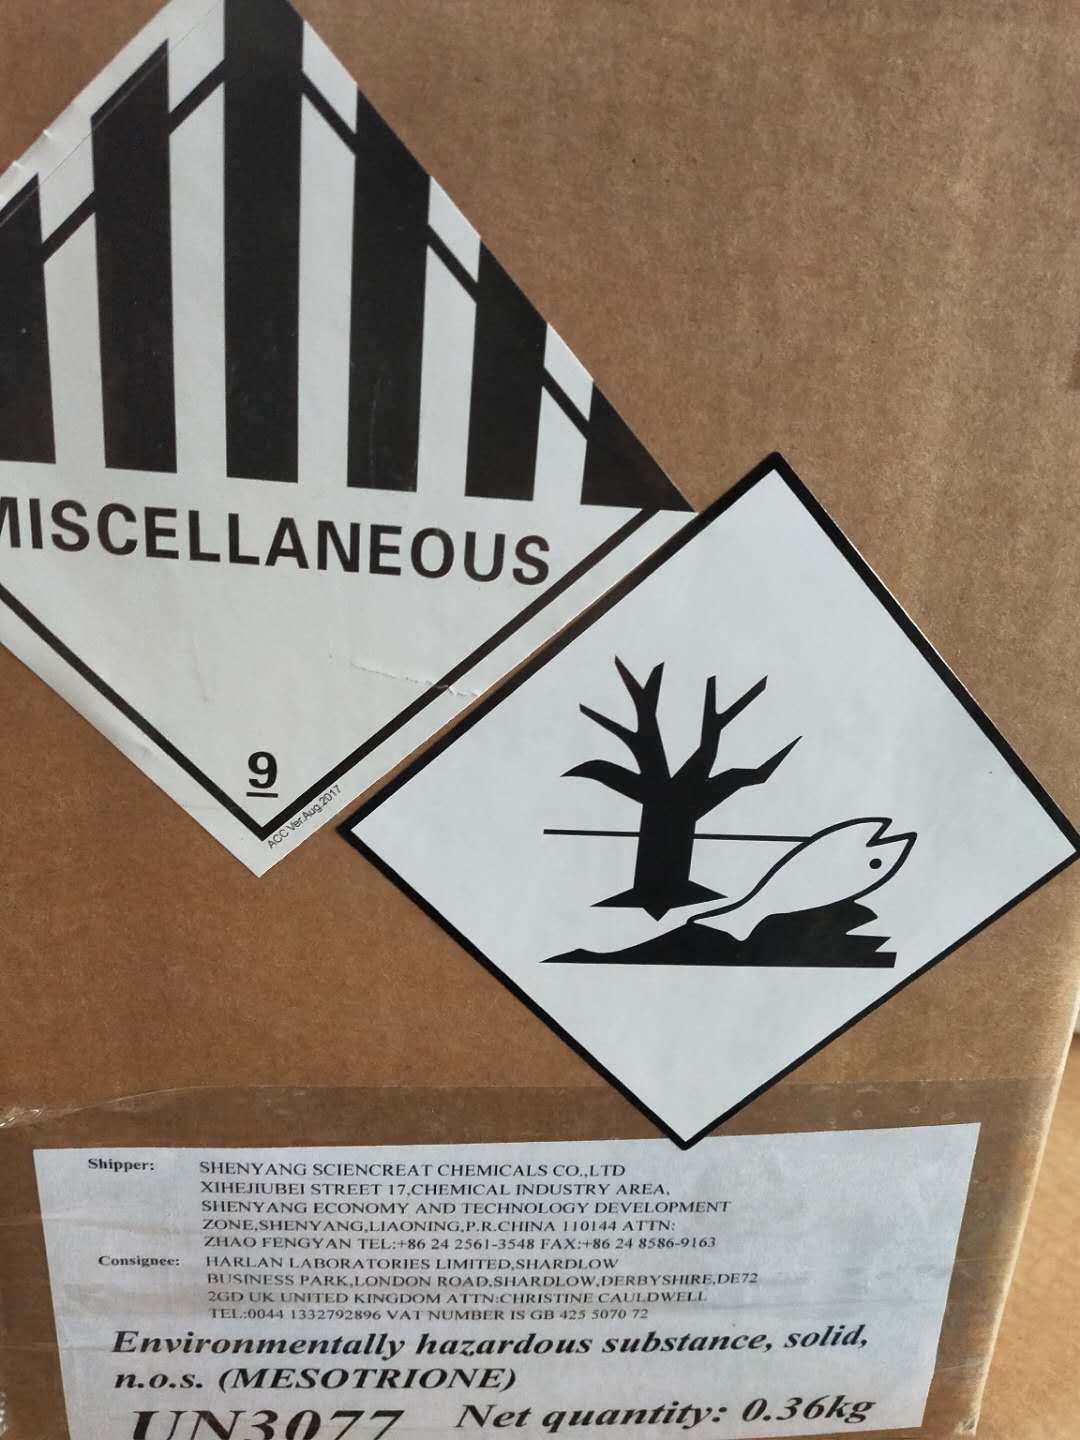 MISCELLANEOUS
9
ACC Ver.Aug.2017
Shipper: SHENYANG SCIENCREAT CHEMICALS CO.,LTD
XIHEJIUBEI STREET 17,CHEMICAL INDUSTRY AREA,
SHENYANG ECONOMY AND TECHNOLOGY DEVELOPMENT
ZONE,SHENYANG,LIAONING,P.R.CHINA 110144 ATTN:
ZHAO FENGYAN TEL:+86 24 2561-3548 FAX:+86 24 8586-9163
Consignee: HARLAN LABORATORIES LIMITED,SHARDLOW
BUSINESS PARK,LONDON ROAD,SHARDLOW,DERBYSHIRE,DE72
2GD UK UNITED KINGDOM ATTN:CHRISTINE CAULDWELL
TEL:0044 1332792896 VAT NUMBER IS GB 425 5070 72
Environmentally hazardous substance, solid,
n.o.s. (MESOTRIONE)
UN3077 Net quantity: 0.36kg